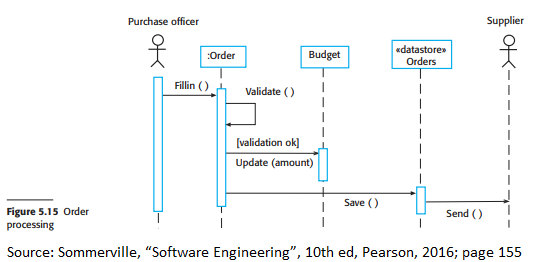 Purchase officer
Supplier
:Order
Budget
«datastore»
Orders
Fillin ( )
Validate ( )
[validation ok]
Update (amount)
Save ( )
Send ( )
Figure 5.15 Order
processing
Source: Sommerville, “Software Engineering”, 10th ed, Pearson, 2016; page 155